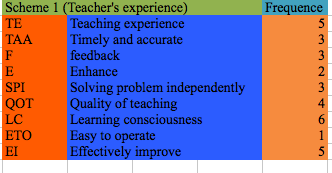 Scheme 1 (Teacher's experience) Frequence
TE Teaching experience 5
TAA Timely and accurate 3
F feedback 3
E Enhance 2
SPI Solving problem independently 3
QOT Quality of teaching 4
LC Learning consciousness 6
ETO Easy to operate 1
EI Effectively improve 5